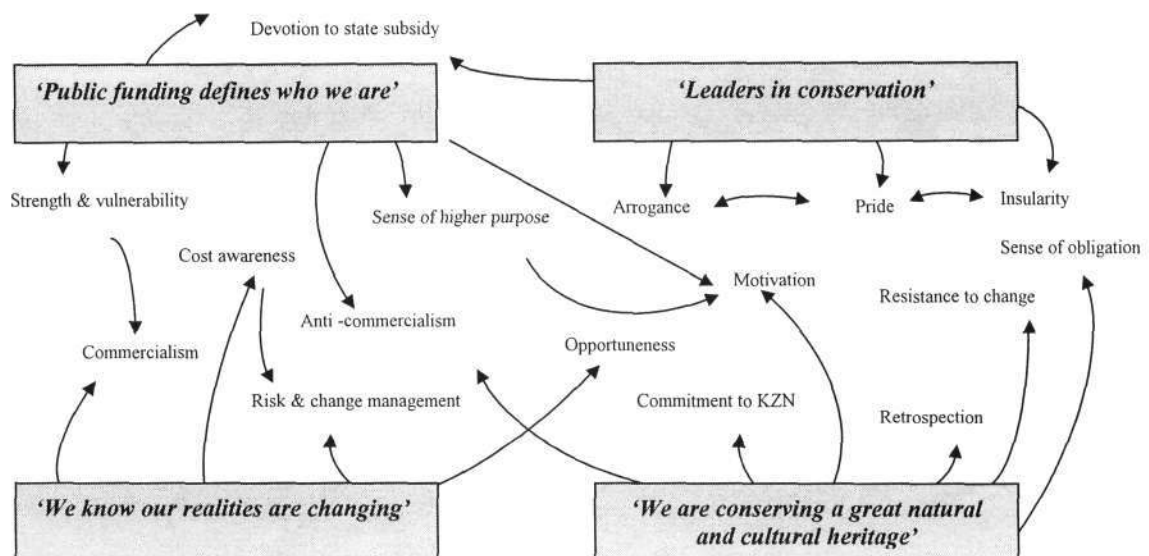 Devotion to state subsidy
‘Public funding defines who we are’
‘Leaders in conservation’
Strength & vulnerability
Sense of higher purpose
Arrogance
Pride
Insularity
Cost awareness
Motivation
Sense of obligation
Resistance to change
Anti -commercialism
Commercialism
Opportuneness
Risk & change management
Commitment to KZN
Retrospection
‘We know our realities are changing’
‘We are conserving a great natural
and cultural heritage’